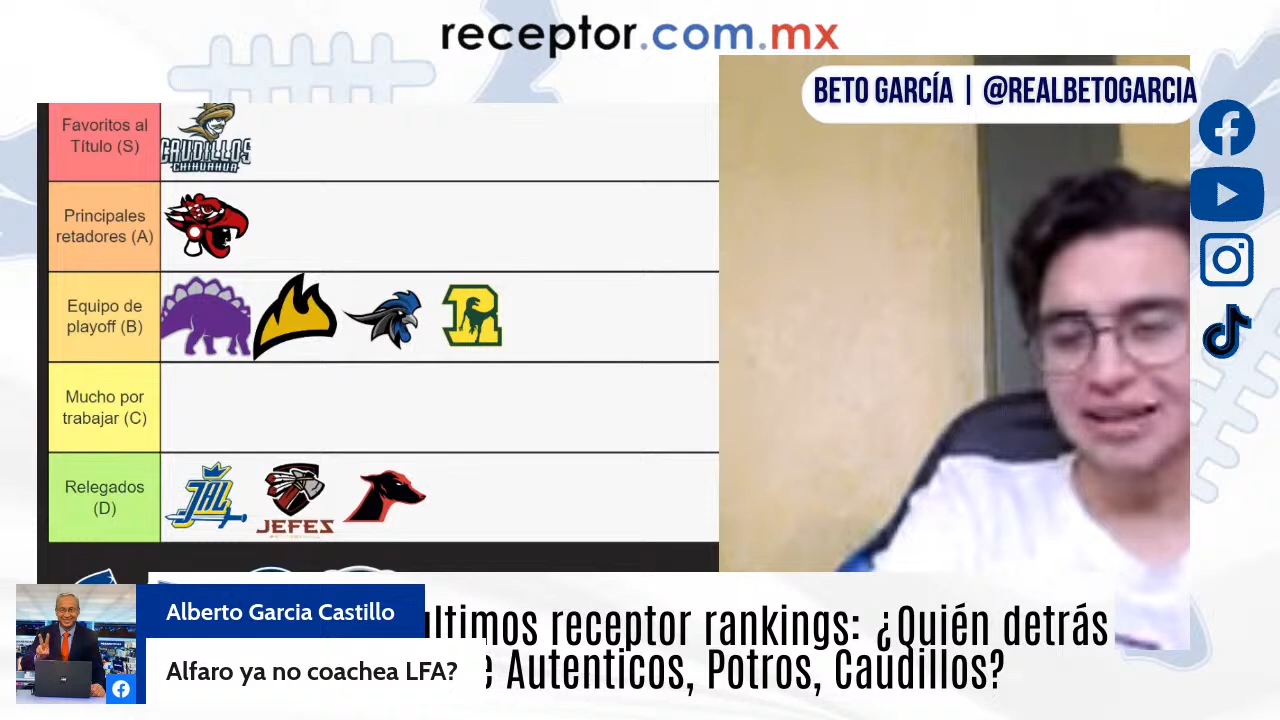 receptor.com.mx
BETO GARCÍA | @REALBETOGARCIA
Favoritos al
Título (S)
CAUDILLOS
CHIHUAHUA
Principales
retadores (A)
Equipo de
playoff (B)
R
Mucho por
trabajar (C)
Relegados
(D)
JAL
JEFES
Alberto Garcia Castillo
Alfaro ya no coachea LFA?
ultimos receptor rankings: ¿Quién detrás
Autenticos, Potros, Caudillos?